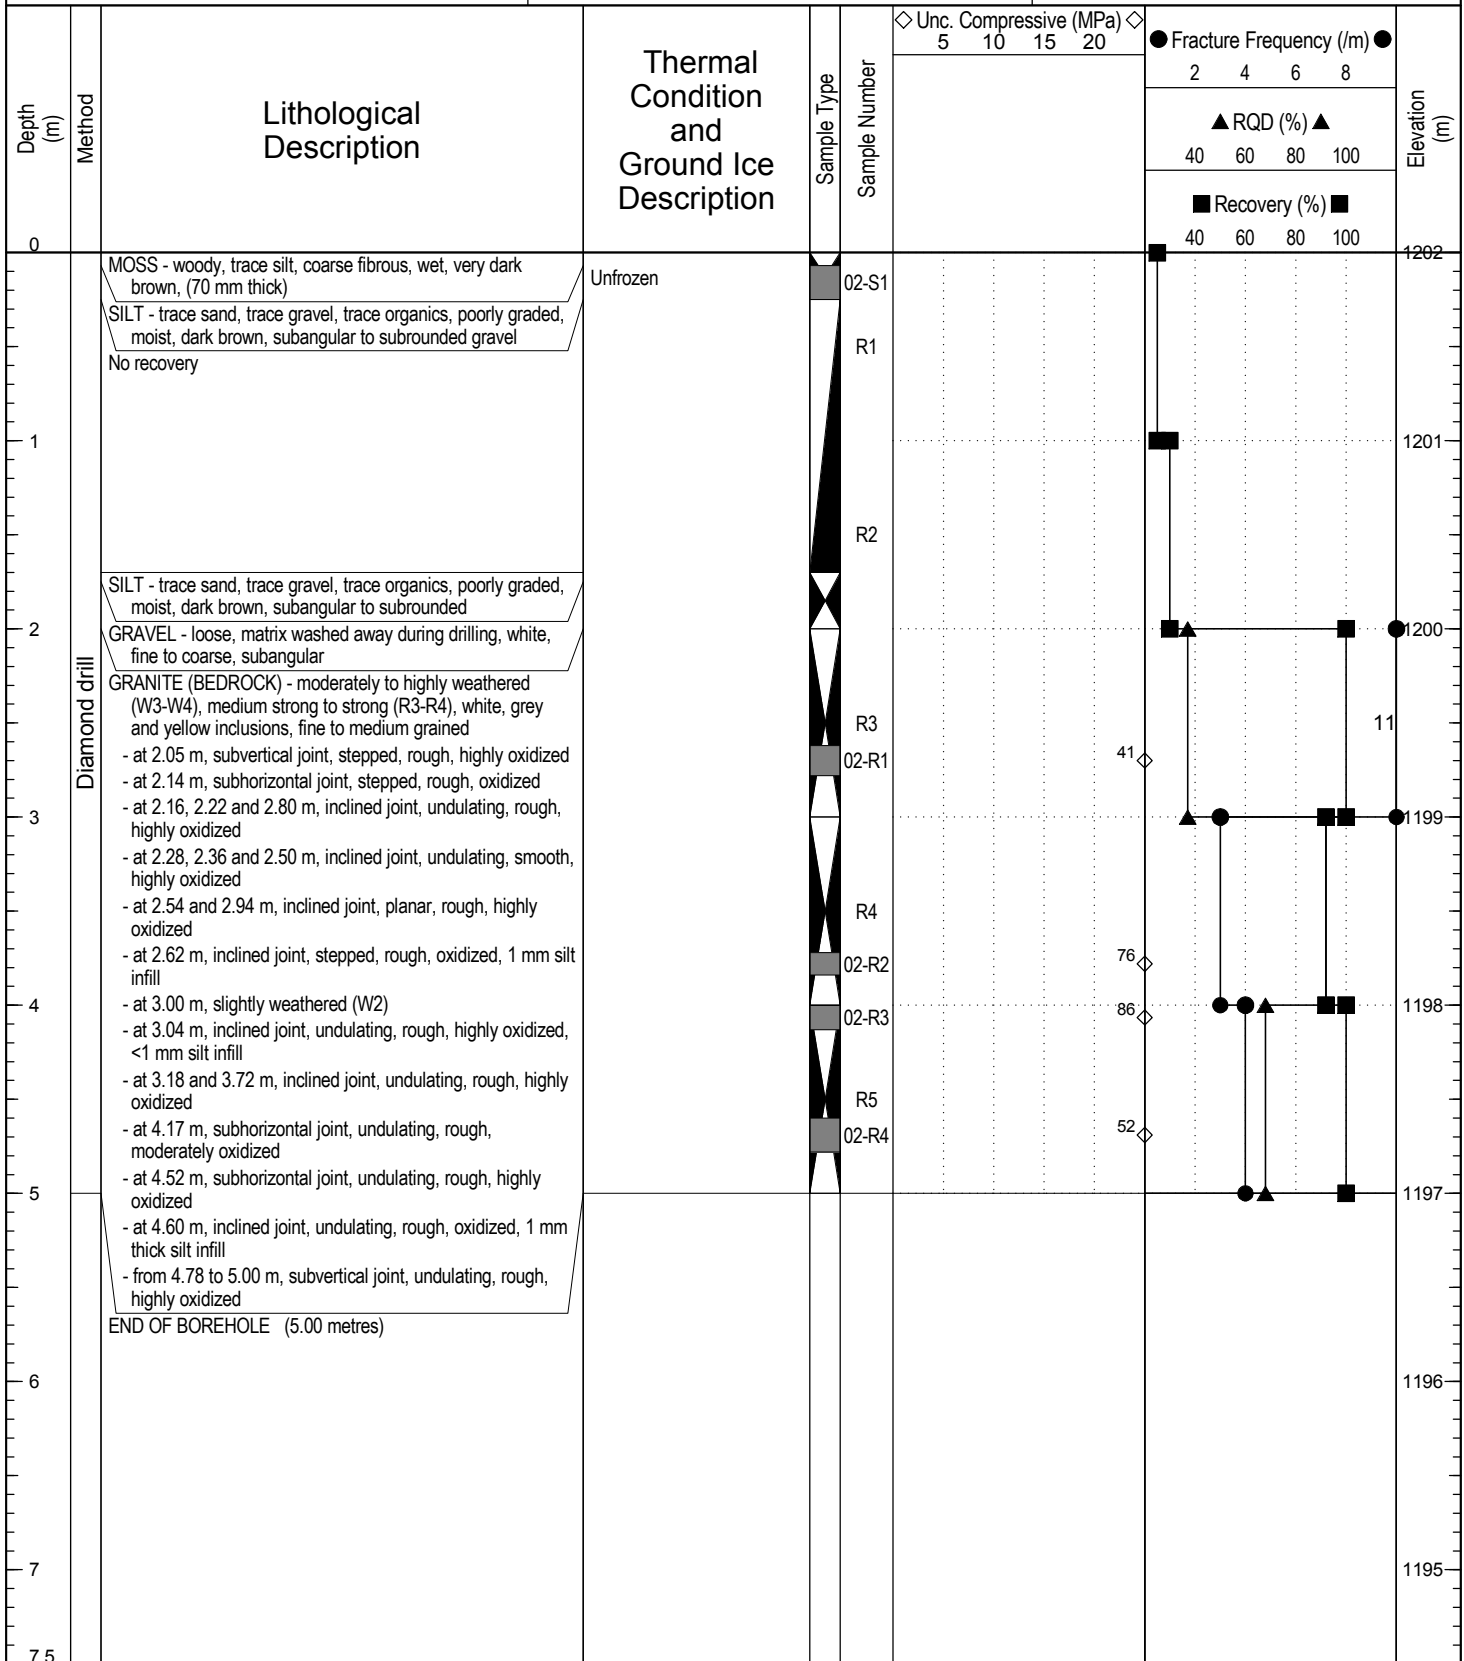 Depth
(m)
Method
Lithological
Description
Thermal
Condition
and
Ground Ice
Description
Sample Type
Sample Number
◇ Unc. Compressive (MPa) ◇
5 10 15 20
● Fracture Frequency (/m) ●
2 4 6 8
▲ RQD (%) ▲
40 60 80 100
■ Recovery (%) ■
40 60 80 100
Elevation
(m)
0
1202
MOSS - woody, trace silt, coarse fibrous, wet, very dark
brown, (70 mm thick)
Unfrozen
02-S1
SILT - trace sand, trace gravel, trace organics, poorly graded,
moist, dark brown, subangular to subrounded gravel
R1
No recovery
1
1201
R2
SILT - trace sand, trace gravel, trace organics, poorly graded,
moist, dark brown, subangular to subrounded
2
1200
GRAVEL - loose, matrix washed away during drilling, white,
fine to coarse, subangular
Diamond drill
GRANITE (BEDROCK) - moderately to highly weathered
(W3-W4), medium strong to strong (R3-R4), white, grey
and yellow inclusions, fine to medium grained
R3
11
- at 2.05 m, subvertical joint, stepped, rough, highly oxidized
02-R1
41
- at 2.14 m, subhorizontal joint, stepped, rough, oxidized
- at 2.16, 2.22 and 2.80 m, inclined joint, undulating, rough,
highly oxidized
3
1199
- at 2.28, 2.36 and 2.50 m, inclined joint, undulating, smooth,
highly oxidized
- at 2.54 and 2.94 m, inclined joint, planar, rough, highly
oxidized
R4
- at 2.62 m, inclined joint, stepped, rough, oxidized, 1 mm silt
infill
02-R2
76
- at 3.00 m, slightly weathered (W2)
4
1198
- at 3.04 m, inclined joint, undulating, rough, highly oxidized,
<1 mm silt infill
02-R3
86
- at 3.18 and 3.72 m, inclined joint, undulating, rough, highly
oxidized
R5
- at 4.17 m, subhorizontal joint, undulating, rough,
moderately oxidized
02-R4
52
- at 4.52 m, subhorizontal joint, undulating, rough, highly
oxidized
5
1197
- at 4.60 m, inclined joint, undulating, rough, oxidized, 1 mm
thick silt infill
- from 4.78 to 5.00 m, subvertical joint, undulating, rough,
highly oxidized
END OF BOREHOLE (5.00 metres)
6
1196
7
1195
7.5